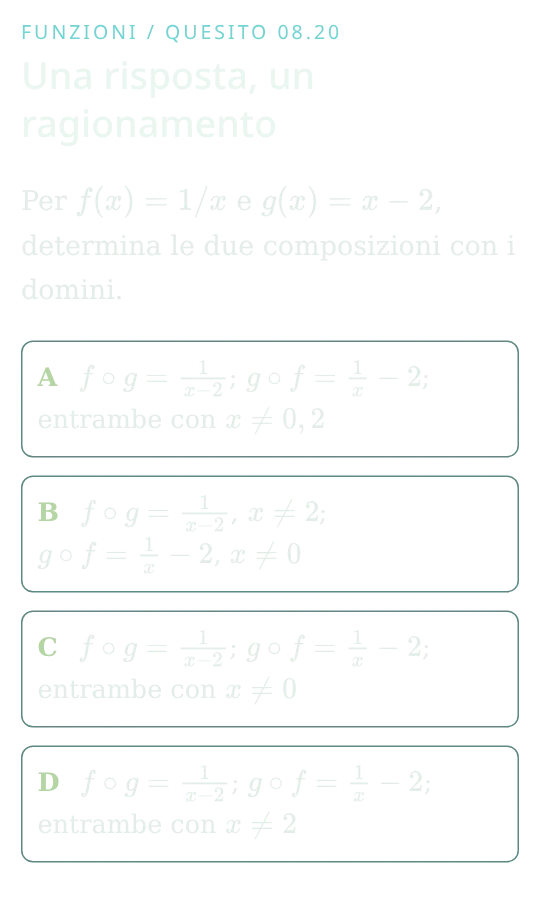 FUNZIONI / QUESITO 08.20
Una risposta, un
ragionamento
Per f(x) = 1/x e g(x) = x − 2,
determina le due composizioni con i
domini.
A f ∘ g = 1/(x−2); g ∘ f = 1/x − 2;
entrambe con x ≠ 0, 2
B f ∘ g = 1/(x−2), x ≠ 2;
g ∘ f = 1/x − 2, x ≠ 0
C f ∘ g = 1/(x−2); g ∘ f = 1/x − 2;
entrambe con x ≠ 0
D f ∘ g = 1/(x−2); g ∘ f = 1/x − 2;
entrambe con x ≠ 2